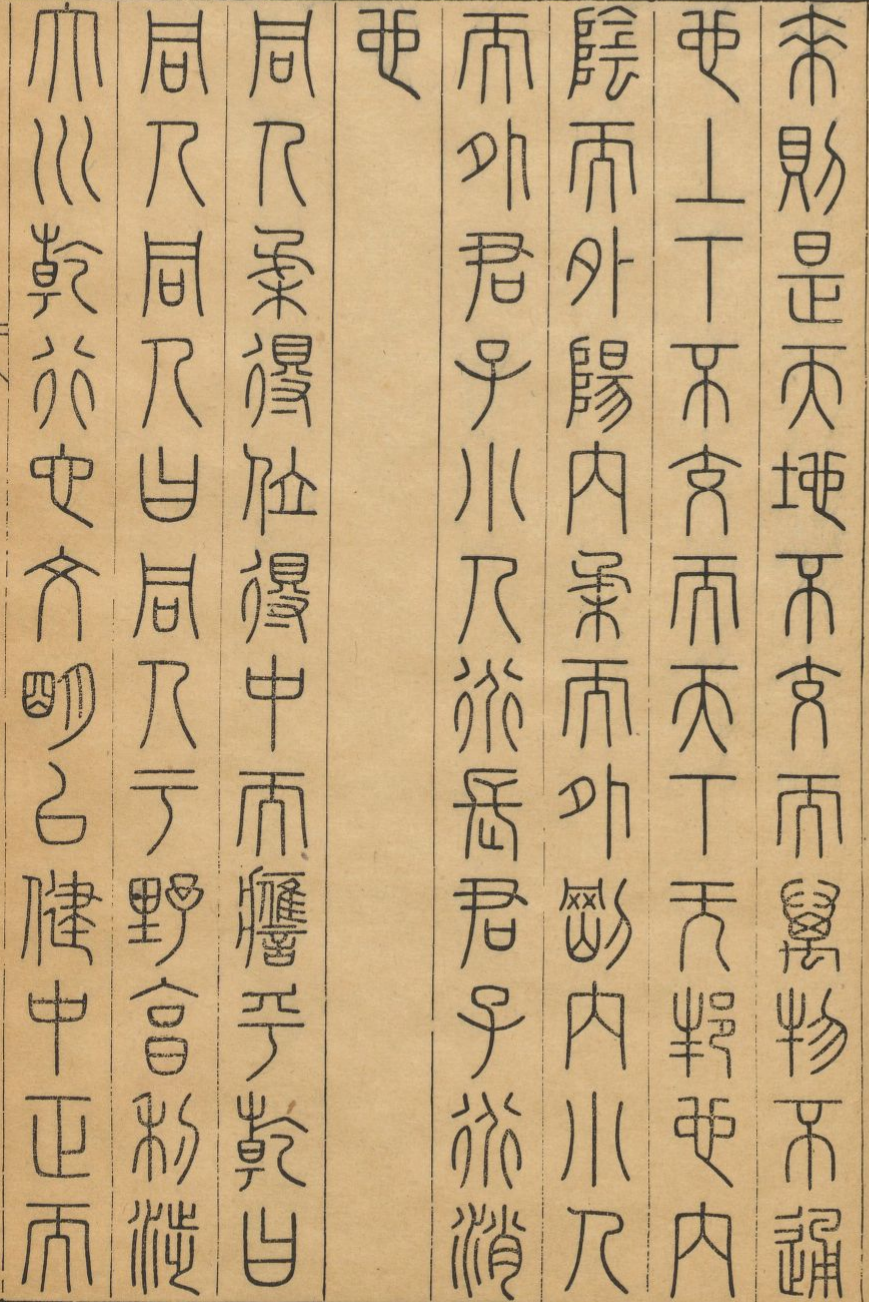 來則是天地不交而萬物不通
也上下不交而天下无邦也內
陰而外陽內柔而外剛內小人
而外君子小人道長君子道消
也
同人柔得位得中而應乎乾曰
同人同人曰同人于野亨利涉
大川乾行也文明以健中正而